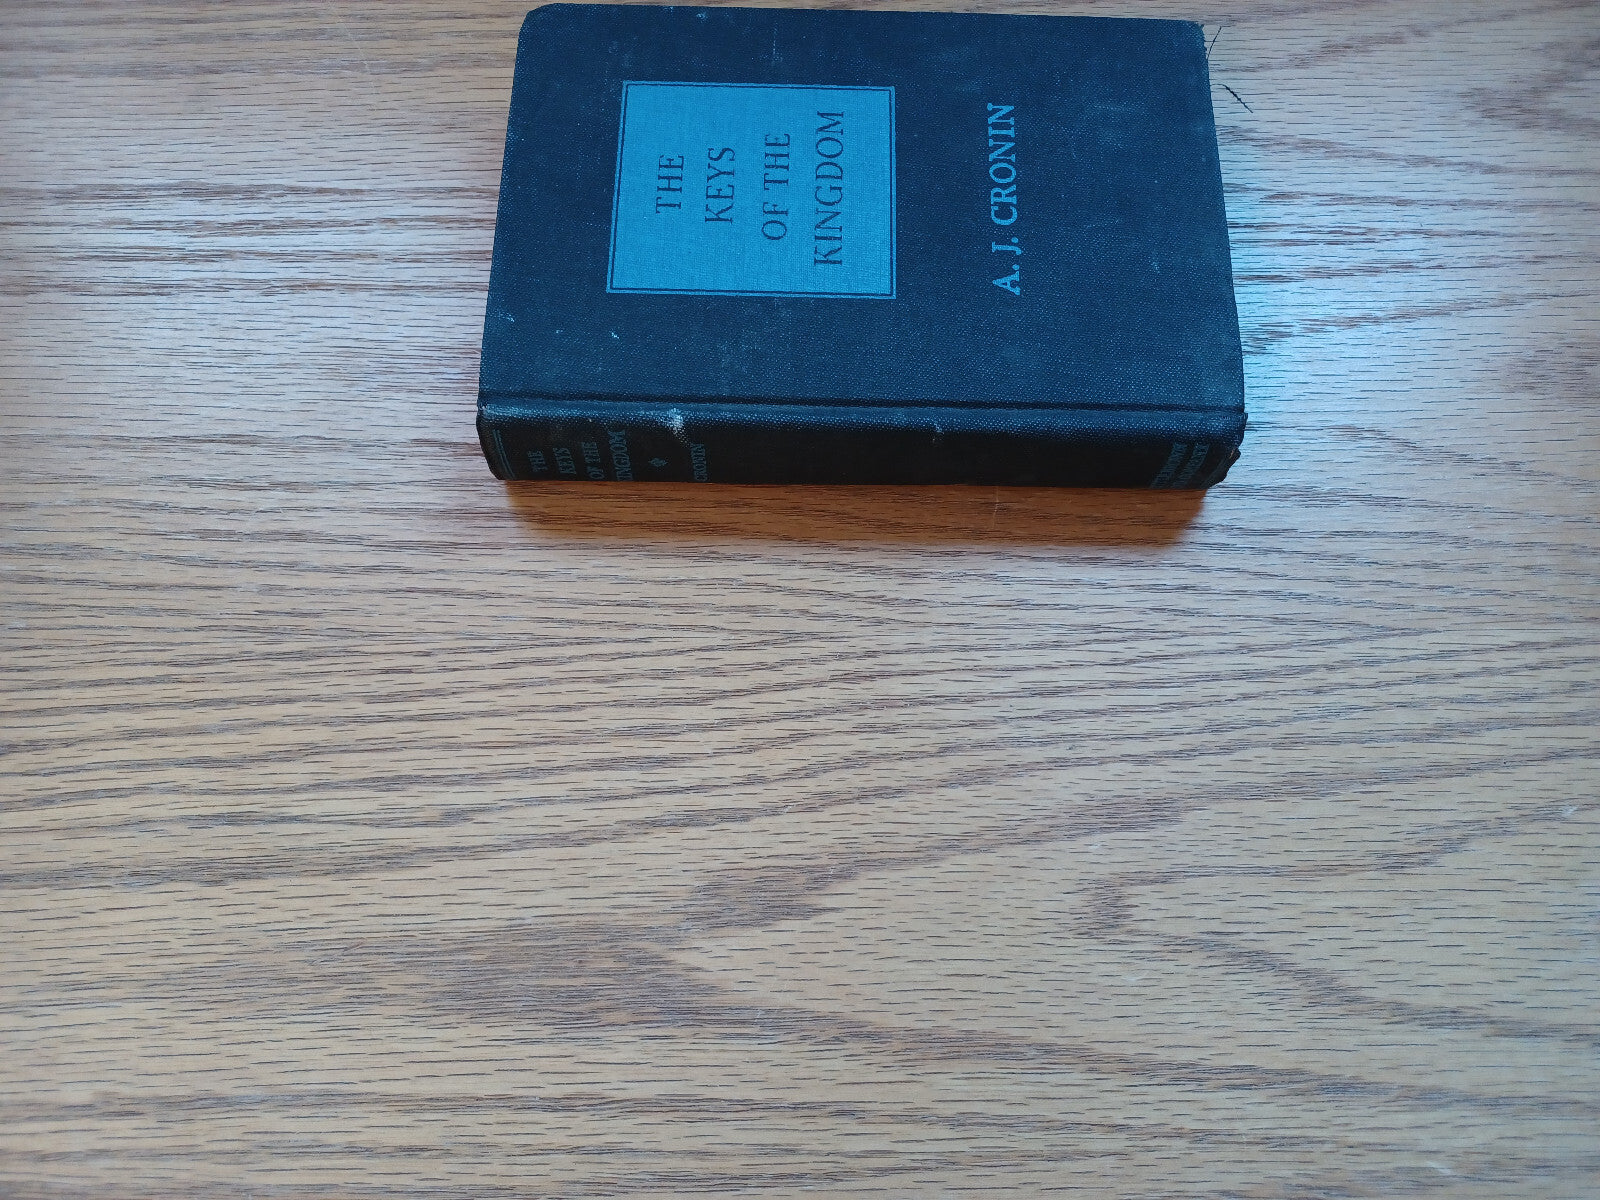 THE
KEYS
OF THE
KINGDOM
A. J. CRONIN
THE
KEYS
OF THE
KINGDOM
CRONIN